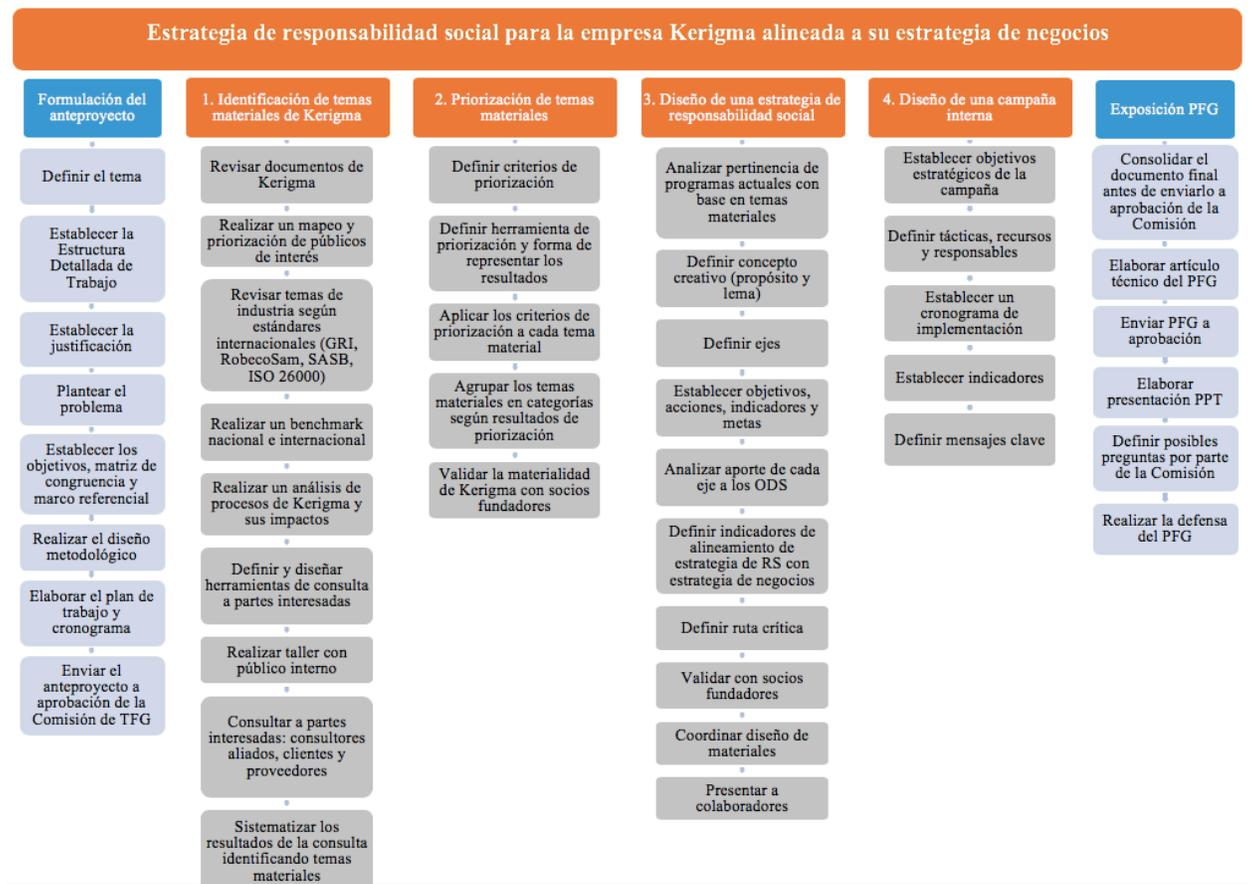 Estrategia de responsabilidad social para la empresa Kerigma alineada a su estrategia de negocios
Formulación del
anteproyecto
Definir el tema
Establecer la
Estructura
Detallada de
Trabajo
Establecer la
justificación
Plantear el
problema
Establecer los
objetivos, matriz de
congruencia y
marco referencial
Realizar el diseño
metodológico
Elaborar el plan de
trabajo y
cronograma
Enviar el
anteproyecto a
aprobación de la
Comisión de TFG
1. Identificación de temas
materiales de Kerigma
Revisar documentos de
Kerigma
Realizar un mapeo y
priorización de públicos
de interés
Revisar temas de
industria según
estándares
internacionales (GRI,
RobecoSam, SASB,
ISO 26000)
Realizar un benchmark
nacional e internacional
Realizar un análisis de
procesos de Kerigma y
sus impactos
Definir y diseñar
herramientas de consulta
a partes interesadas
Realizar taller con
público interno
Consultar a partes
interesadas: consultores
aliados, clientes y
proveedores
Sistematizar los
resultados de la consulta
identificando temas
materiales
2. Priorización de temas
materiales
Definir criterios de
priorización
Definir herramienta de
priorización y forma de
representar los
resultados
Aplicar los criterios de
priorización a cada tema
material
Agrupar los temas
materiales en categorías
según resultados de
priorización
Validar la materialidad
de Kerigma con socios
fundadores
3. Diseño de una estrategia de
responsabilidad social
Analizar pertinencia de
programas actuales con
base en temas
materiales
Definir concepto
creativo (propósito y
lema)
Definir ejes
Establecer objetivos,
acciones, indicadores y
metas
Analizar aporte de cada
eje a los ODS
Definir indicadores de
alineamiento de
estrategia de RS con
estrategia de negocios
Definir ruta crítica
Validar con socios
fundadores
Coordinar diseño de
materiales
Presentar a
colaboradores
4. Diseño de una campaña
interna
Establecer objetivos
estratégicos de la
campaña
Definir tácticas, recursos
y responsables
Establecer un
cronograma de
implementación
Establecer indicadores
Definir mensajes clave
Exposición PFG
Consolidar el
documento final
antes de enviarlo a
aprobación de la
Comisión
Elaborar artículo
técnico del PFG
Enviar PFG a
aprobación
Elaborar
presentación PPT
Definir posibles
preguntas por parte
de la Comisión
Realizar la defensa
del PFG